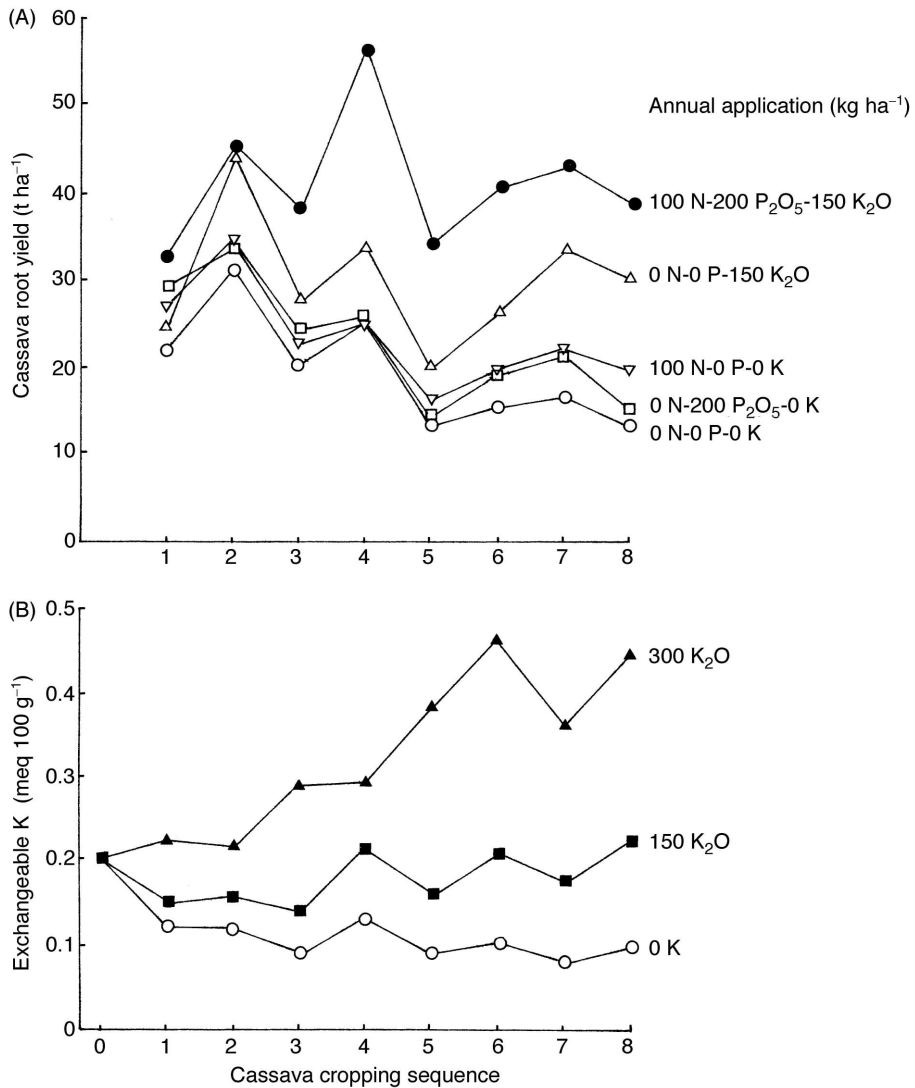 (A)
60
50
40
30
20
10
0
Cassava root yield (t ha⁻¹)
Annual application (kg ha⁻¹)
100 N-200 P₂O₅-150 K₂O
0 N-0 P-150 K₂O
100 N-0 P-0 K
0 N-200 P₂O₅-0 K
0 N-0 P-0 K
1 2 3 4 5 6 7 8
(B)
0.5
0.4
0.3
0.2
0.1
0
Exchangeable K (meq 100 g⁻¹)
300 K₂O
150 K₂O
0 K
0 1 2 3 4 5 6 7 8
Cassava cropping sequence